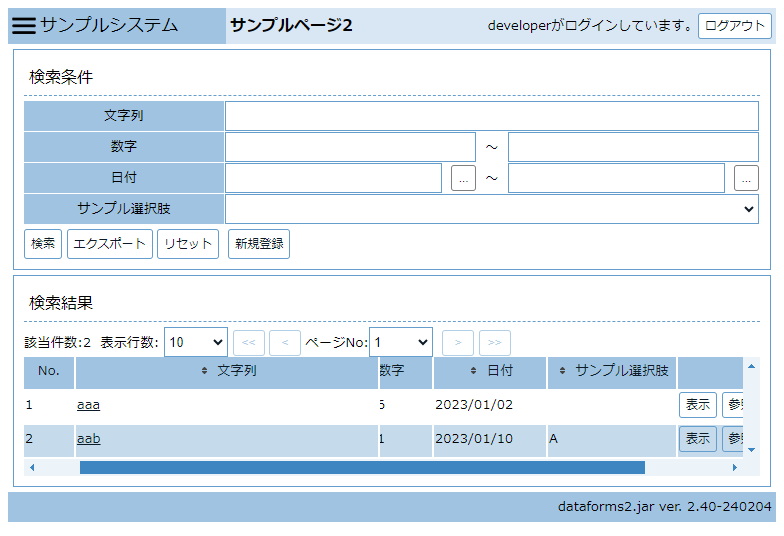 サンプルシステム サンプルページ2 developerがログインしています。 ログアウト
検索条件
文字列
数字 ～
日付 ... ～ ...
サンプル選択肢
検索 エクスポート リセット 新規登録
検索結果
該当件数:2 表示行数: 10 << < ページNo: 1 > >>
No. 文字列 数字 日付 サンプル選択肢
1 aaa 5 2023/01/02 表示 参
2 aab 1 2023/01/10 A 表示 参
dataforms2.jar ver. 2.40-240204